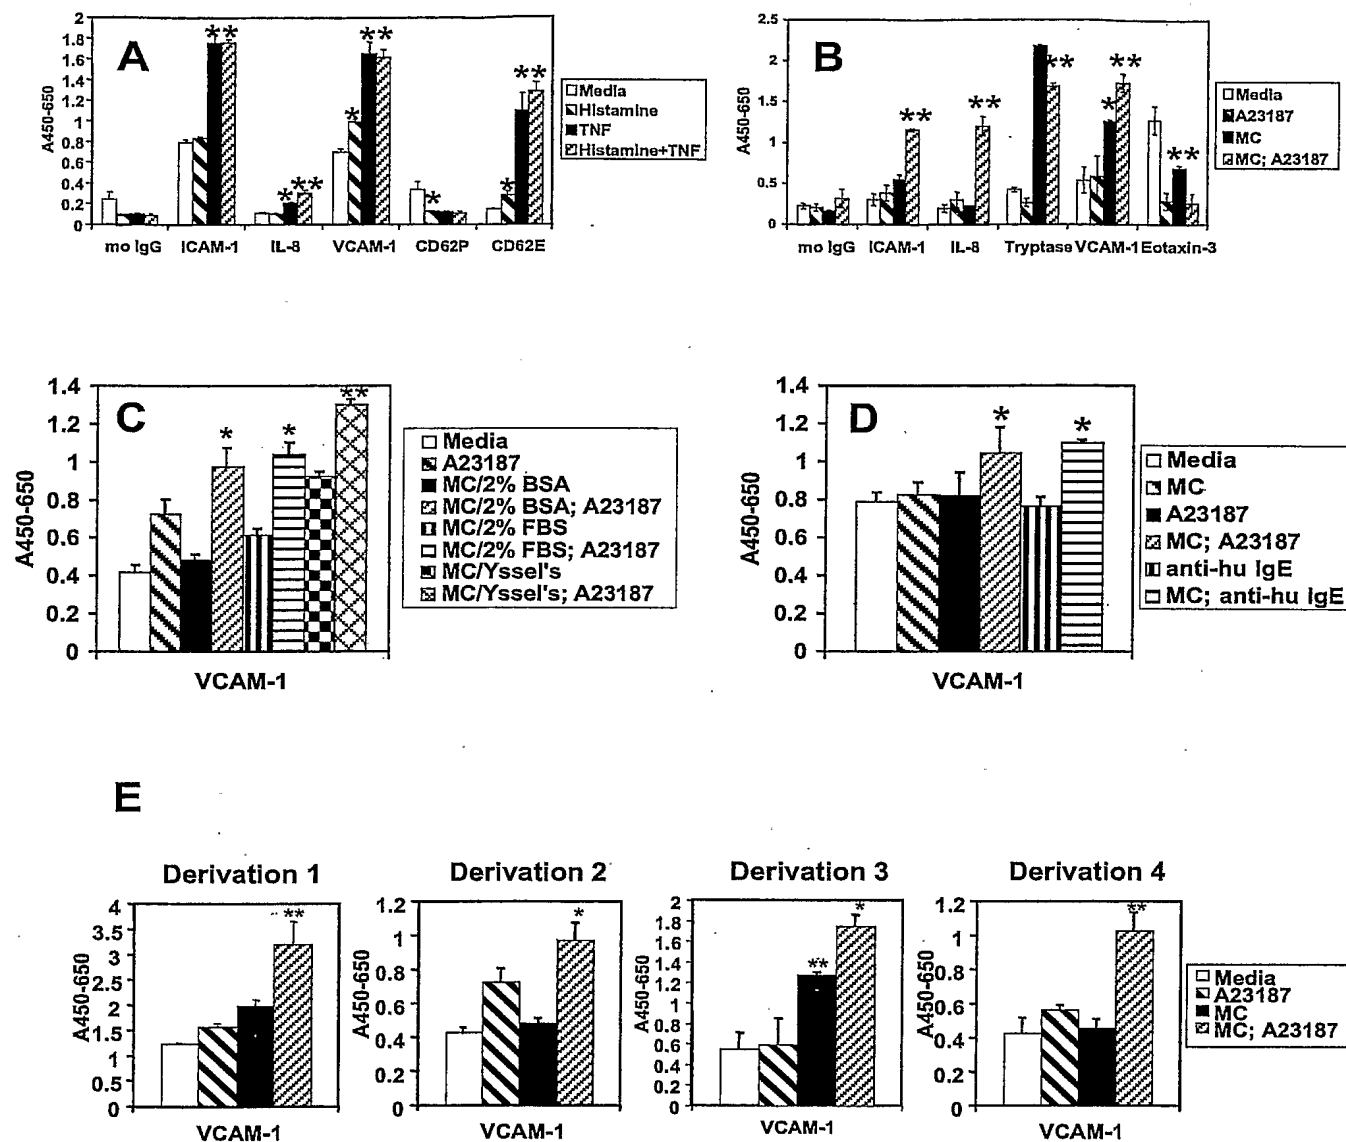 A
A450-650
2
1.8
1.6
1.4
1.2
1
0.8
0.6
0.4
0.2
0
** * ** * ** * * **
mo IgG ICAM-1 IL-8 VCAM-1 CD62P CD62E
Media
Histamine
TNF
Histamine+TNF
B
A450-650
2.5
2
1.5
1
0.5
0
** ** ** * ** **
mo IgG ICAM-1 IL-8 Tryptase VCAM-1 Eotaxin-3
Media
A23187
MC
MC; A23187
C
A450-650
1.4
1.2
1
0.8
0.6
0.4
0.2
0
* * **
VCAM-1
Media
A23187
MC/2% BSA
MC/2% BSA; A23187
MC/2% FBS
MC/2% FBS; A23187
MC/Yssel's
MC/Yssel's; A23187
D
A450-650
1.4
1.2
1
0.8
0.6
0.4
0.2
0
* *
VCAM-1
Media
MC
A23187
MC; A23187
anti-hu IgE
MC; anti-hu IgE
E
Derivation 1
A450-650
4
3.5
3
2.5
2
1.5
1
0.5
0
**
VCAM-1
Derivation 2
A450-650
1.2
1
0.8
0.6
0.4
0.2
0
*
VCAM-1
Derivation 3
A450-650
2
1.8
1.6
1.4
1.2
1
0.8
0.6
0.4
0.2
0
** *
VCAM-1
Derivation 4
A450-650
1.2
1
0.8
0.6
0.4
0.2
0
**
VCAM-1
Media
A23187
MC
MC; A23187